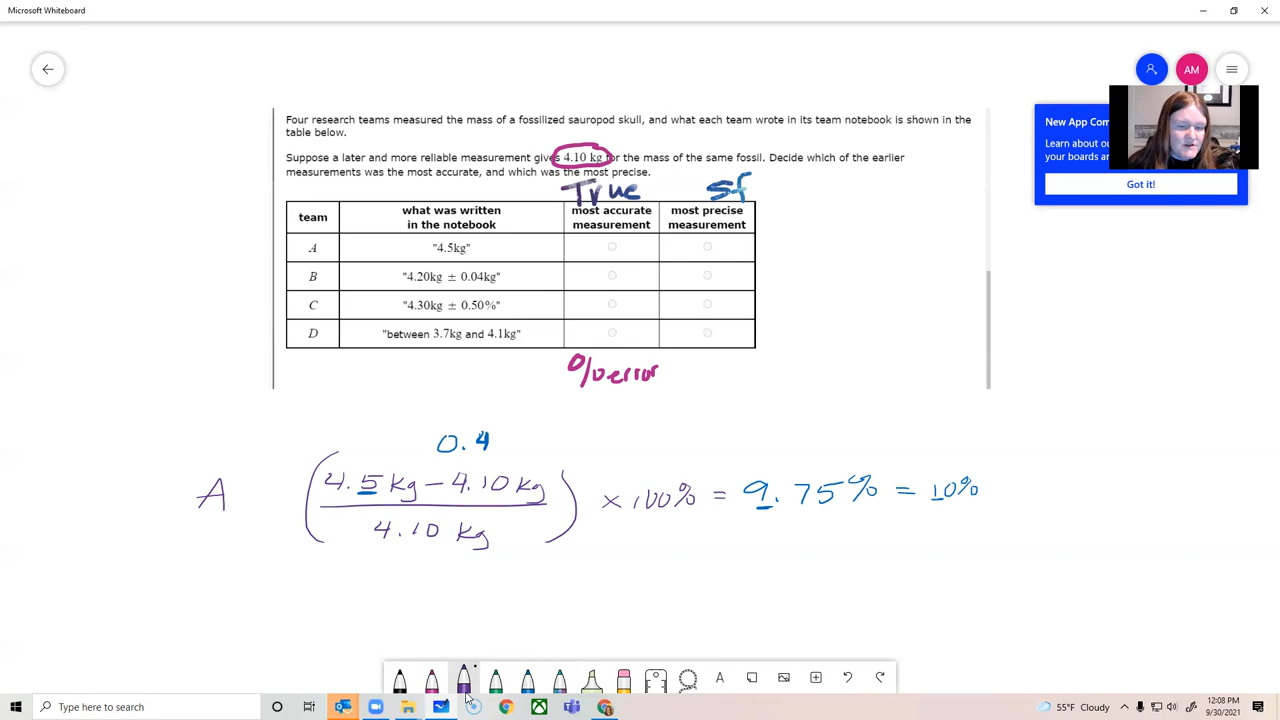 Microsoft Whiteboard
AM
New App Com
Learn about ou
your boards a
Got it!
Four research teams measured the mass of a fossilized sauropod skull, and what each team wrote in its team notebook is shown in the
table below.
Suppose a later and more reliable measurement gives 4.10 kg for the mass of the same fossil. Decide which of the earlier
measurements was the most accurate, and which was the most precise.
True sf
team what was written in the notebook most accurate measurement most precise measurement
A "4.5kg"
B "4.20kg ± 0.04kg"
C "4.30kg ± 0.50%"
D "between 3.7kg and 4.1kg"
% error
0.4
A (4.5 kg – 4.10 kg / 4.10 kg) × 100% = 9.75% = 10%
A
Type here to search
55°F Cloudy
12:08 PM
9/30/2021